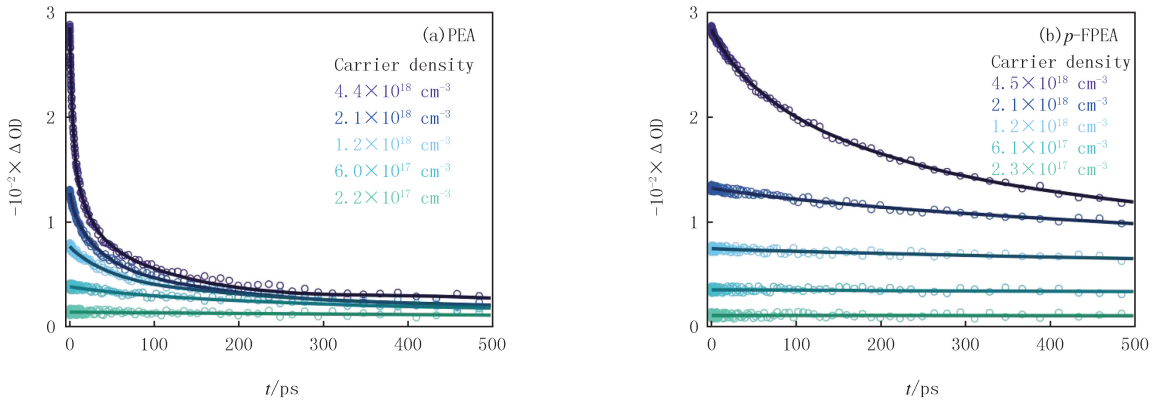 3
2
1
0
-10⁻²× ΔOD
(a)PEA
Carrier density
4.4×10¹⁸ cm⁻³
2.1×10¹⁸ cm⁻³
1.2×10¹⁸ cm⁻³
6.0×10¹⁷ cm⁻³
2.2×10¹⁷ cm⁻³
0 100 200 300 400 500
t/ps
3
2
1
0
-10⁻²× ΔOD
(b)p-FPEA
Carrier density
4.5×10¹⁸ cm⁻³
2.1×10¹⁸ cm⁻³
1.2×10¹⁸ cm⁻³
6.1×10¹⁷ cm⁻³
2.3×10¹⁷ cm⁻³
0 100 200 300 400 500
t/ps